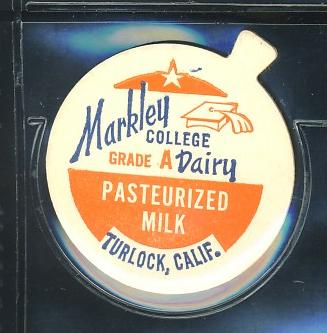 Markley
COLLEGE
GRADE A Dairy
PASTEURIZED
MILK
TURLOCK, CALIF.